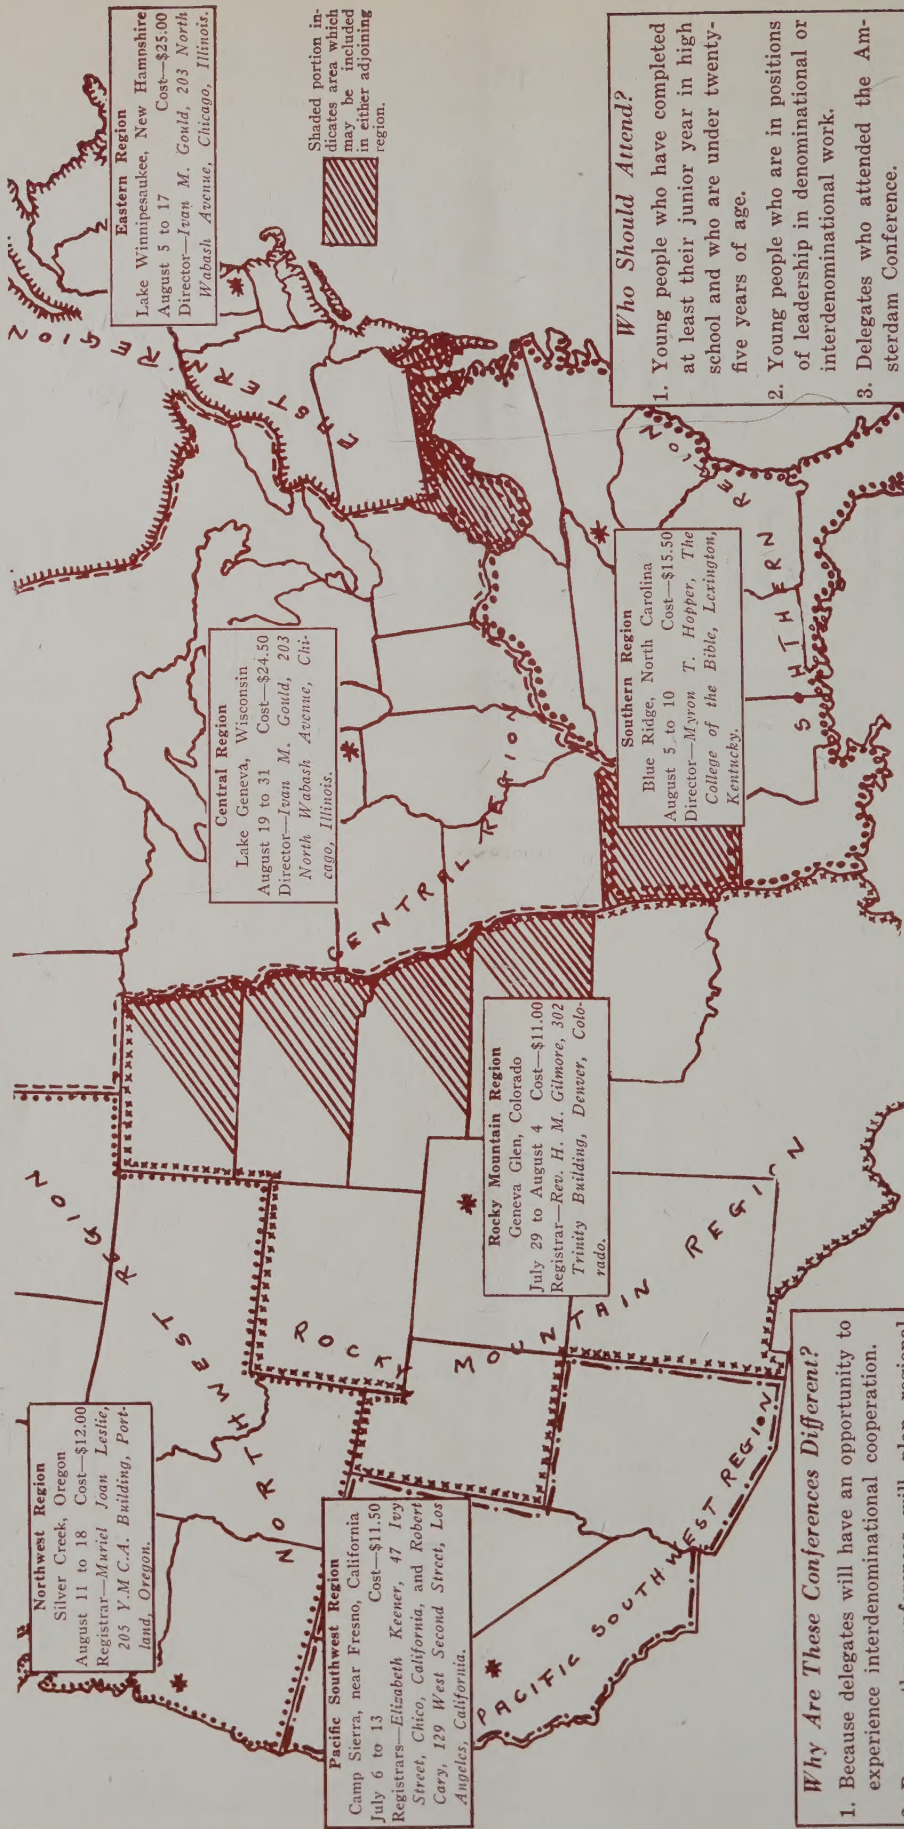 Northwest Region
Silver Creek, Oregon
August 11 to 18 Cost—$12.00
Registrar—Muriel Joan Leslie,
205 Y.M.C.A. Building, Port-
land, Oregon.
Pacific Southwest Region
Camp Sierra, near Fresno, California
July 6 to 13 Cost—$11.50
Registrars—Elizabeth Keener, 47 Ivy
Street, Chico, California, and Robert
Cary, 129 West Second Street, Los
Angeles, California.
Rocky Mountain Region
Geneva Glen, Colorado
July 29 to August 4 Cost—$11.00
Registrar—Rev. H. M. Gilmore, 302
Trinity Building, Denver, Colo-
rado.
Central Region
Lake Geneva, Wisconsin
August 19 to 31 Cost—$24.50
Director—Ivan M. Gould, 203
North Wabash Avenue, Chi-
cago, Illinois.
Southern Region
Blue Ridge, North Carolina
August 5 to 10 Cost—$15.50
Director—Myron T. Hopper, The
College of the Bible, Lexington,
Kentucky.
Eastern Region
Lake Winnipesaukee, New Hampshire
August 5 to 17 Cost—$25.00
Director—Ivan M. Gould, 203 North
Wabash Avenue, Chicago, Illinois.
Shaded portion in-
dicates area which
may be included
in either adjoining
region.
NORTHWEST REGION
PACIFIC SOUTHWEST REGION
ROCKY MOUNTAIN REGION
CENTRAL REGION
SOUTHERN REGION
EASTERN REGION
Why Are These Conferences Different?
1. Because delegates will have an opportunity to
experience interdenominational cooperation.
Who Should Attend?
1. Young people who have completed
at least their junior year in high
school and who are under twenty-
five years of age.
2. Young people who are in positions
of leadership in denominational or
interdenominational work.
3. Delegates who attended the Am-
sterdam Conference.